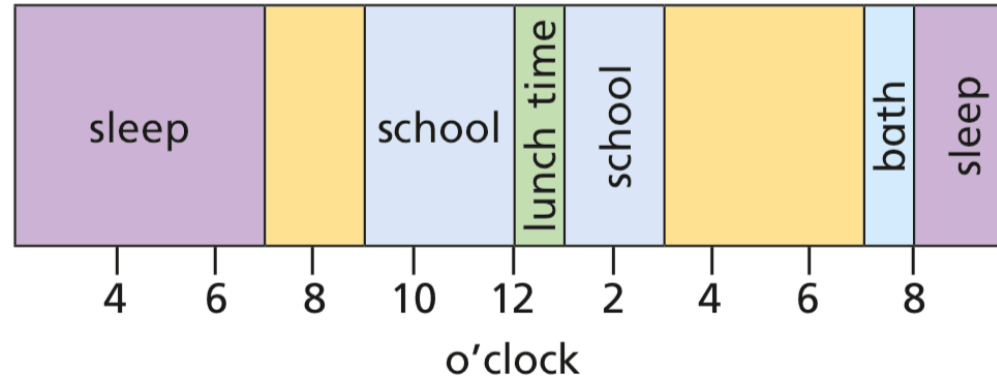 sleep
school
lunch time
school
bath
sleep
4 6 8 10 12 2 4 6 8
o'clock